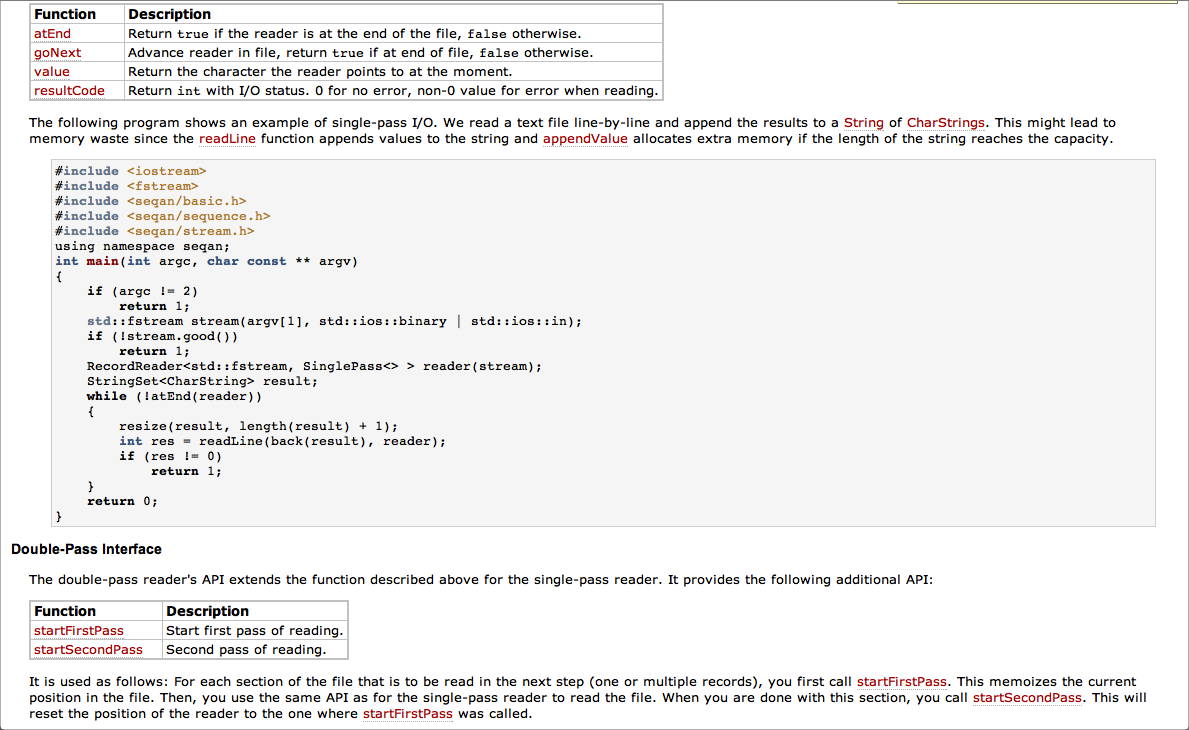 Function Description
atEnd Return true if the reader is at the end of the file, false otherwise.
goNext Advance reader in file, return true if at end of file, false otherwise.
value Return the character the reader points to at the moment.
resultCode Return int with I/O status. 0 for no error, non-0 value for error when reading.
The following program shows an example of single-pass I/O. We read a text file line-by-line and append the results to a String of CharStrings. This might lead to
memory waste since the readLine function appends values to the string and appendValue allocates extra memory if the length of the string reaches the capacity.
#include <iostream>
#include <fstream>
#include <seqan/basic.h>
#include <seqan/sequence.h>
#include <seqan/stream.h>
using namespace seqan;
int main(int argc, char const ** argv)
{
    if (argc != 2)
        return 1;
    std::fstream stream(argv[1], std::ios::binary | std::ios::in);
    if (!stream.good())
        return 1;
    RecordReader<std::fstream, SinglePass<> > reader(stream);
    StringSet<CharString> result;
    while (!atEnd(reader))
    {
        resize(result, length(result) + 1);
        int res = readLine(back(result), reader);
        if (res != 0)
            return 1;
    }
    return 0;
}
Double-Pass Interface
The double-pass reader's API extends the function described above for the single-pass reader. It provides the following additional API:
Function Description
startFirstPass Start first pass of reading.
startSecondPass Second pass of reading.
It is used as follows: For each section of the file that is to be read in the next step (one or multiple records), you first call startFirstPass. This memoizes the current
position in the file. Then, you use the same API as for the single-pass reader to read the file. When you are done with this section, you call startSecondPass. This will
reset the position of the reader to the one where startFirstPass was called.